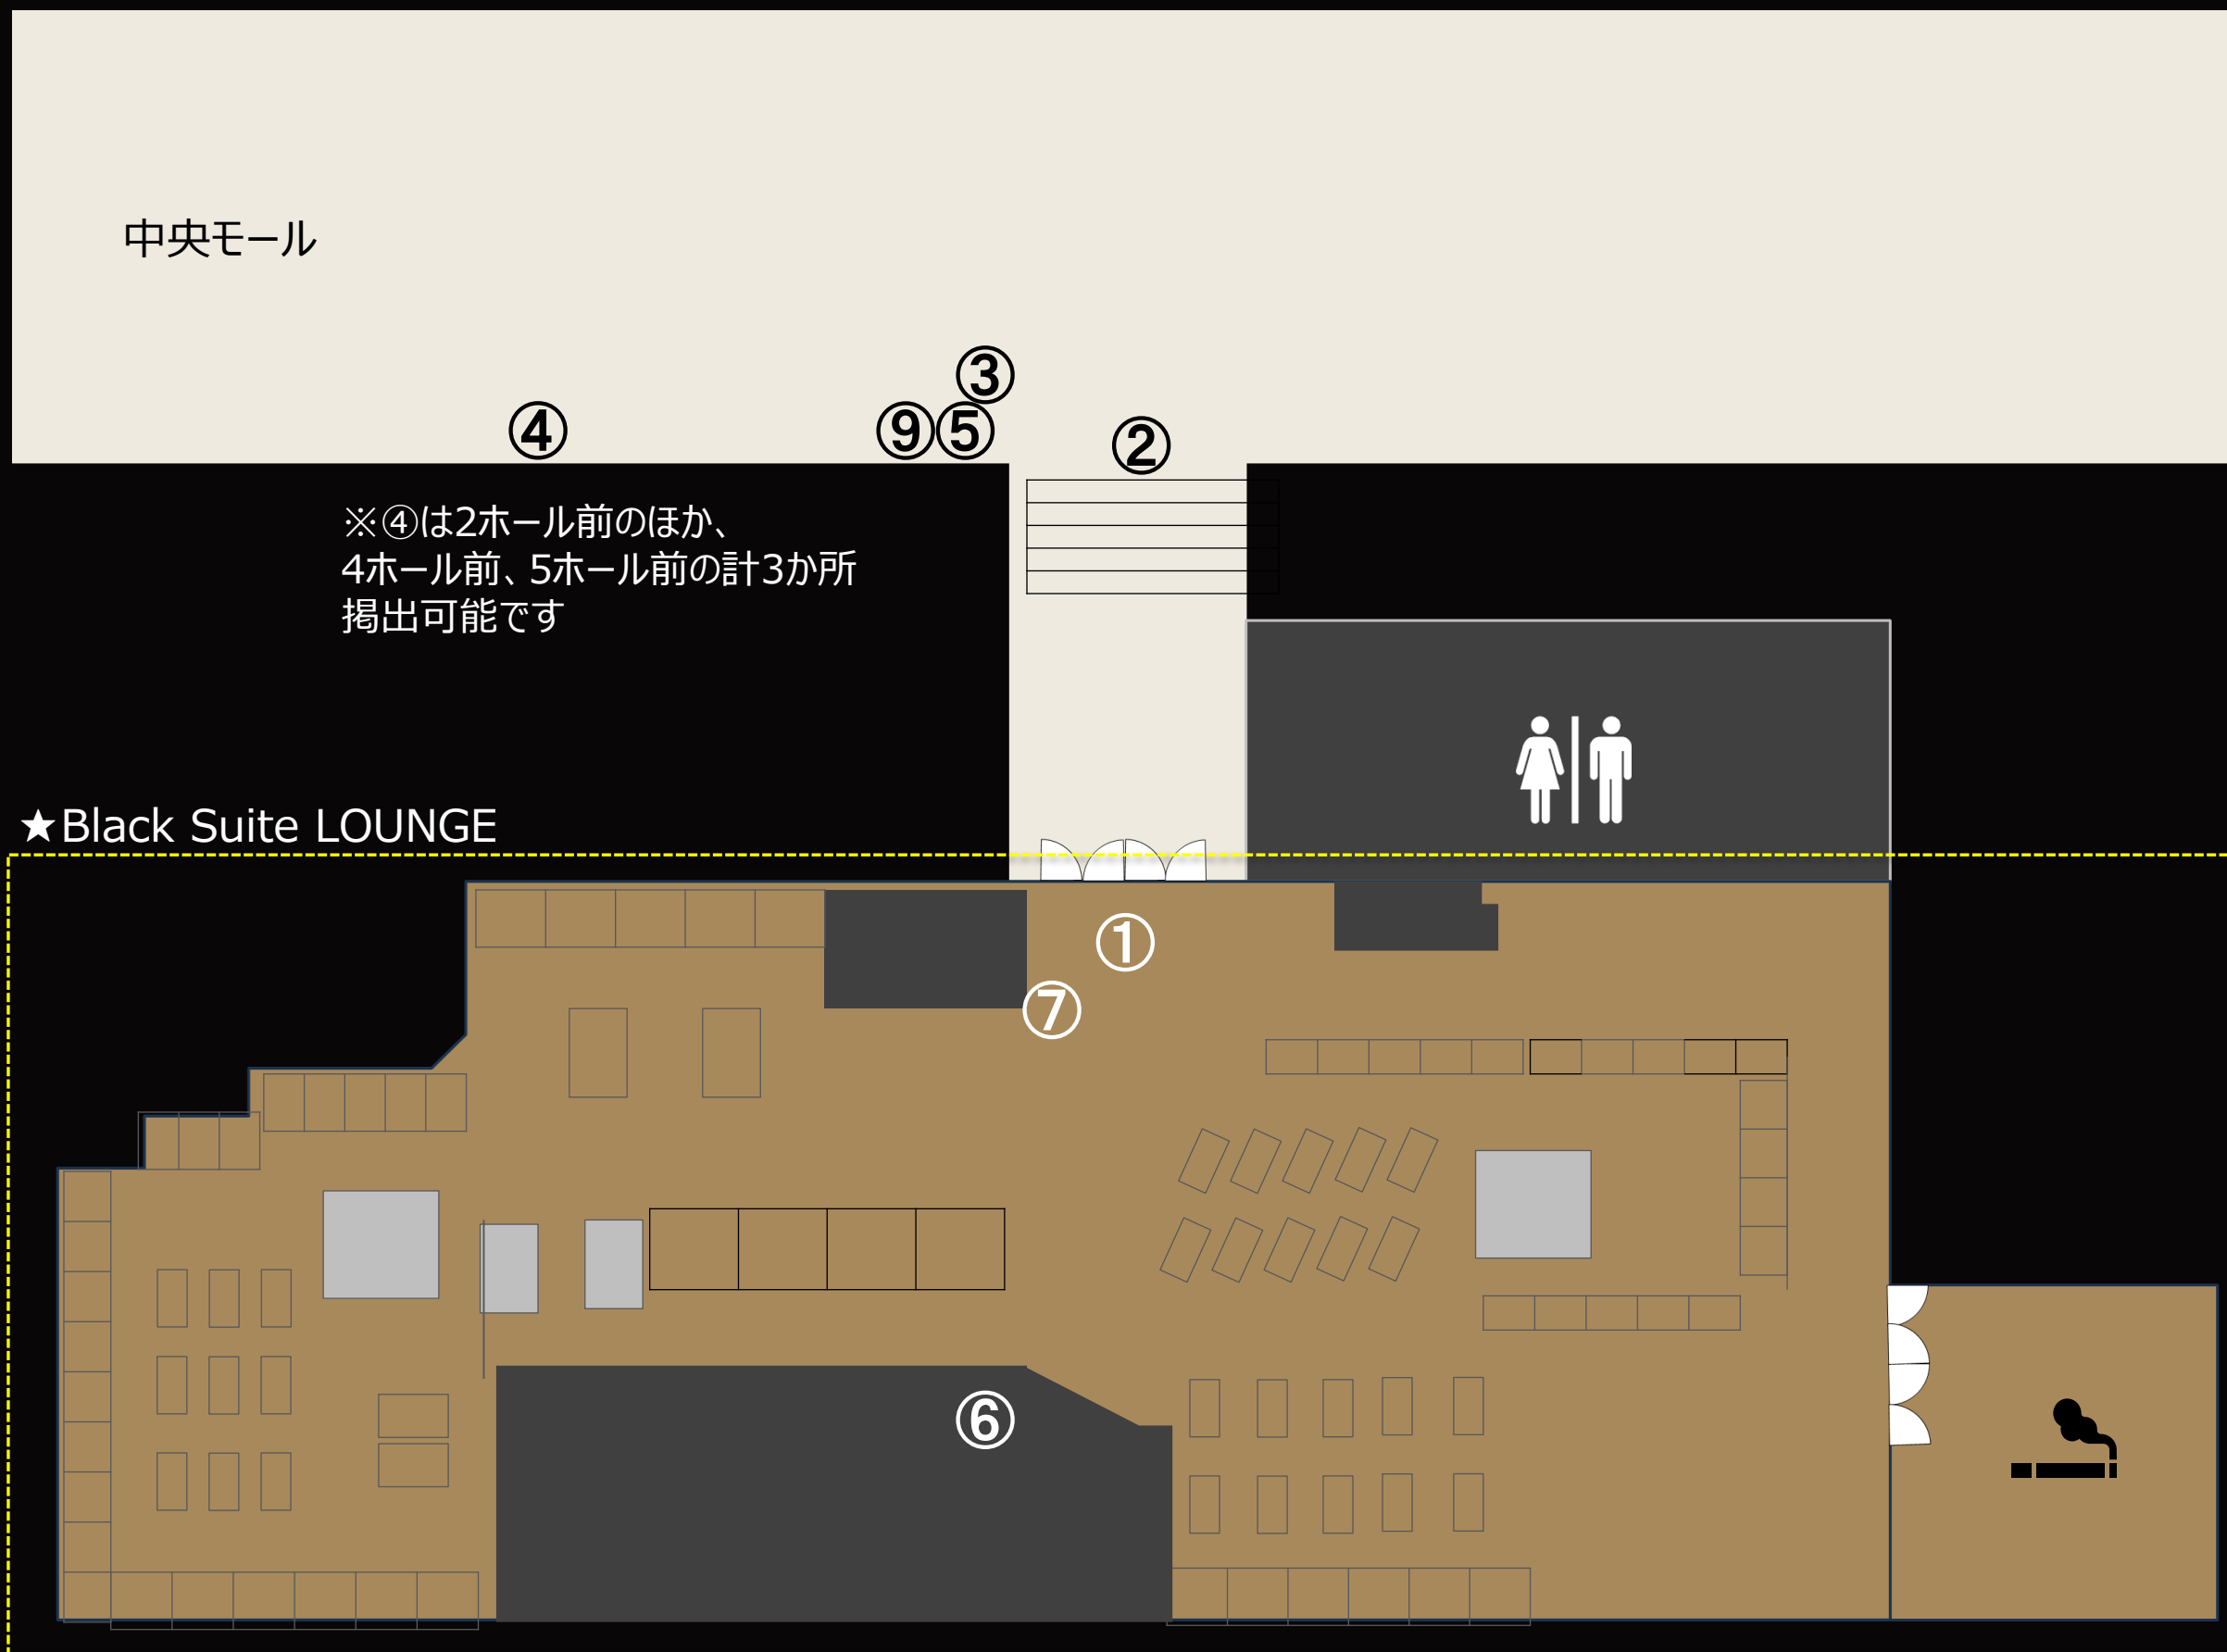 中央モール
③
④
⑨⑤
②
※④は2ホール前のほか、
4ホール前、5ホール前の計3か所
掲出可能です
★Black Suite LOUNGE
①
⑦
⑥